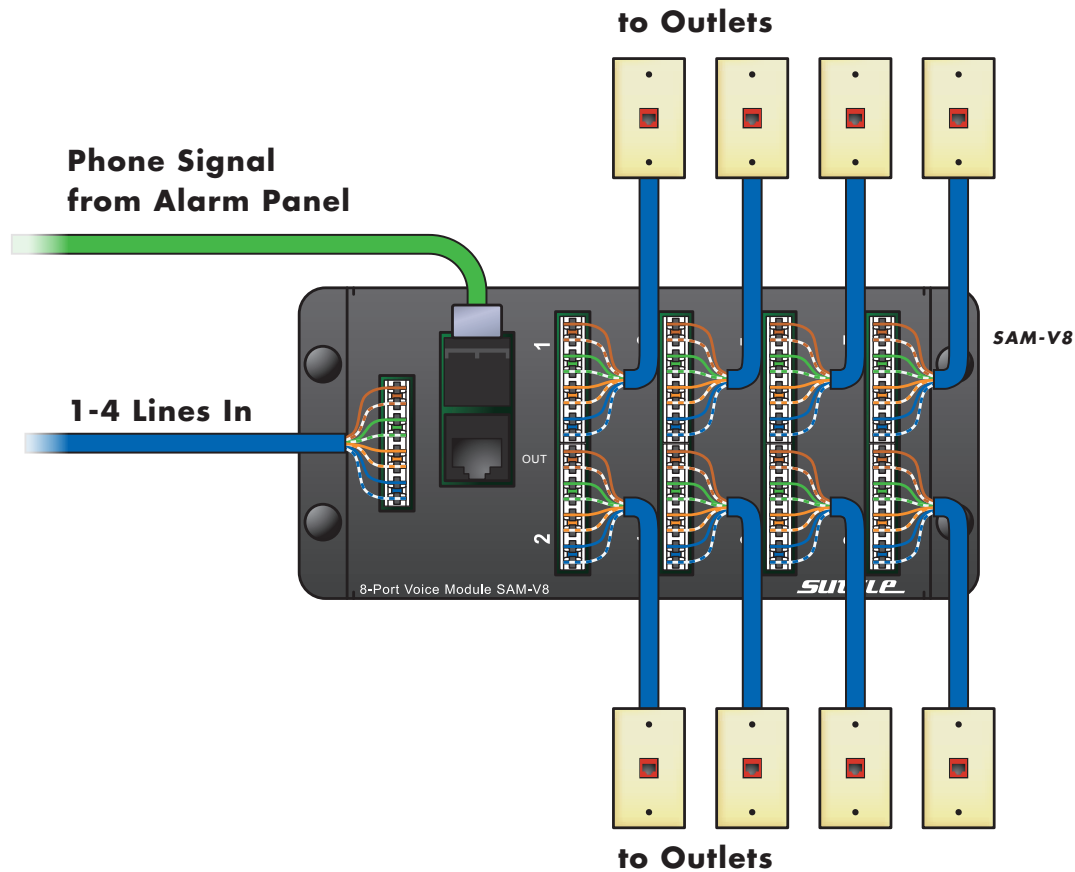 to Outlets
Phone Signal
from Alarm Panel
SAM-V8
1
1-4 Lines In
OUT
2
8-Port Voice Module SAM-V8
to Outlets